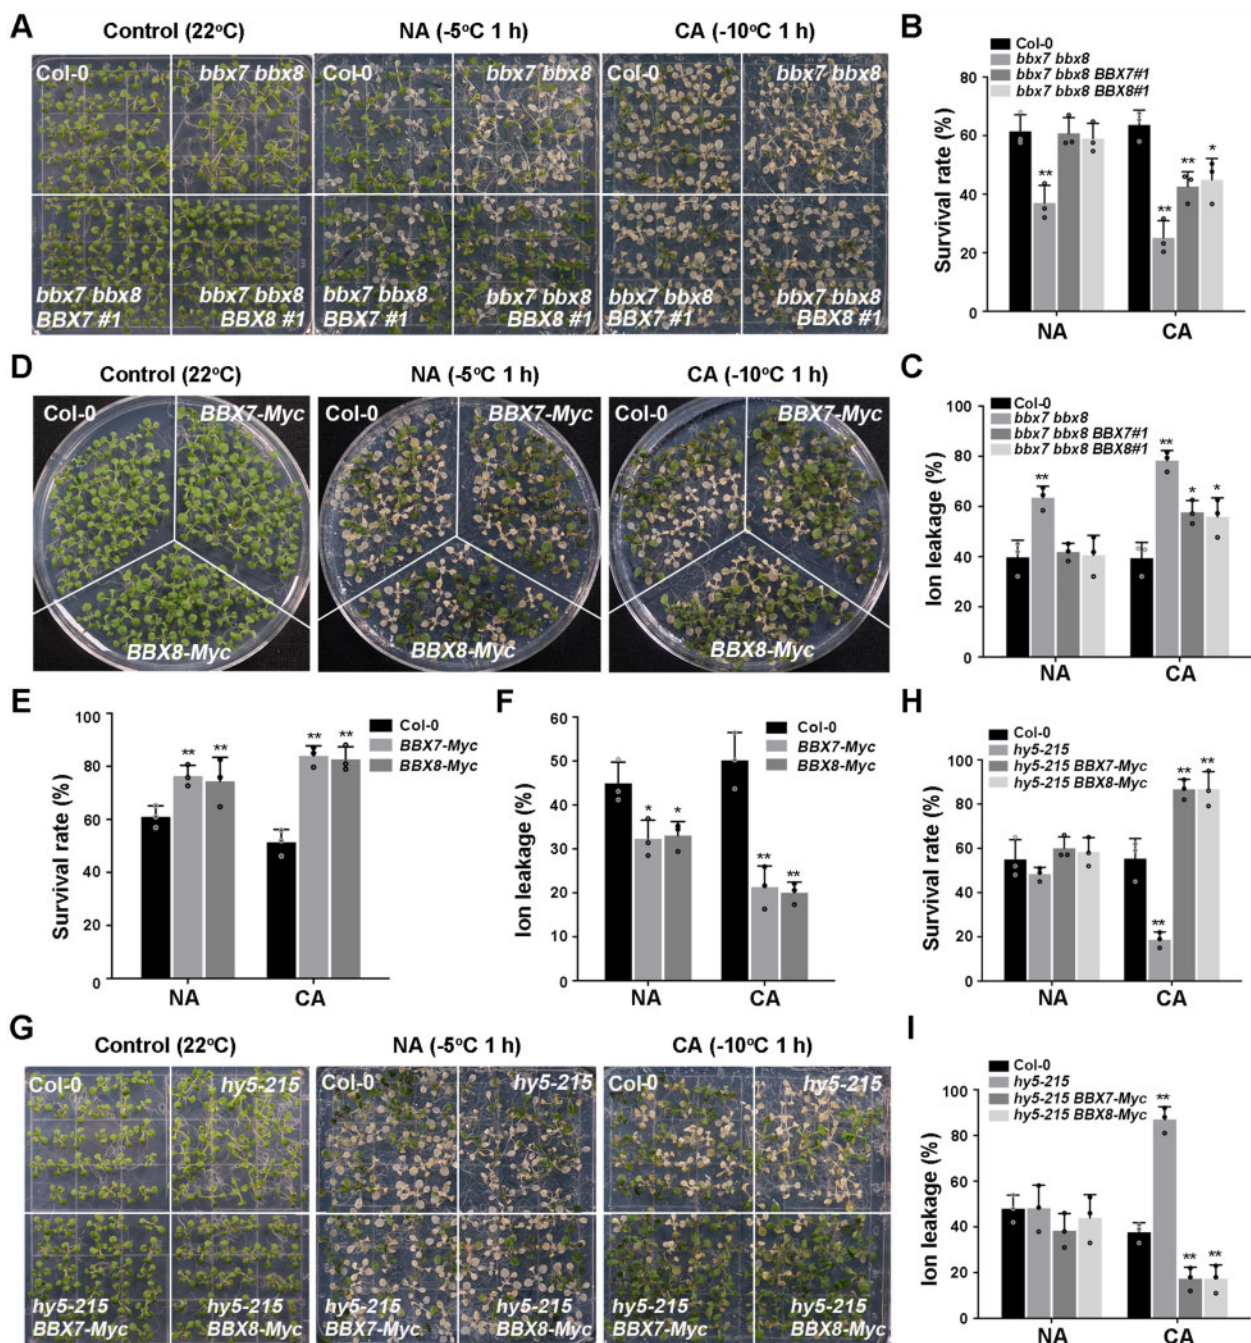 A
Control (22°C)
NA (-5°C 1 h)
CA (-10°C 1 h)
Col-0
bbx7 bbx8
Col-0
bbx7 bbx8
Col-0
bbx7 bbx8
bbx7 bbx8
BBX7 #1
bbx7 bbx8
BBX8 #1
bbx7 bbx8
BBX7 #1
bbx7 bbx8
BBX8 #1
bbx7 bbx8
BBX7 #1
bbx7 bbx8
BBX8 #1
B
Col-0
bbx7 bbx8
bbx7 bbx8 BBX7#1
bbx7 bbx8 BBX8#1
Survival rate (%)
80
60
40
20
0
**
**
**
*
NA
CA
D
Control (22°C)
NA (-5°C 1 h)
CA (-10°C 1 h)
Col-0
BBX7-Myc
BBX8-Myc
Col-0
BBX7-Myc
BBX8-Myc
Col-0
BBX7-Myc
BBX8-Myc
C
Col-0
bbx7 bbx8
bbx7 bbx8 BBX7#1
bbx7 bbx8 BBX8#1
Ion leakage (%)
100
80
60
40
20
0
**
**
*
*
NA
CA
E
Col-0
BBX7-Myc
BBX8-Myc
Survival rate (%)
100
80
60
40
20
0
**
**
**
**
NA
CA
F
Col-0
BBX7-Myc
BBX8-Myc
Ion leakage (%)
60
50
40
30
20
10
0
*
*
**
**
NA
CA
H
Col-0
hy5-215
hy5-215 BBX7-Myc
hy5-215 BBX8-Myc
Survival rate (%)
100
80
60
40
20
0
**
**
**
NA
CA
G
Control (22°C)
NA (-5°C 1 h)
CA (-10°C 1 h)
Col-0
hy5-215
Col-0
hy5-215
Col-0
hy5-215
hy5-215
BBX7-Myc
hy5-215
BBX8-Myc
hy5-215
BBX7-Myc
hy5-215
BBX8-Myc
hy5-215
BBX7-Myc
hy5-215
BBX8-Myc
I
Col-0
hy5-215
hy5-215 BBX7-Myc
hy5-215 BBX8-Myc
Ion leakage (%)
100
80
60
40
20
0
**
**
**
NA
CA